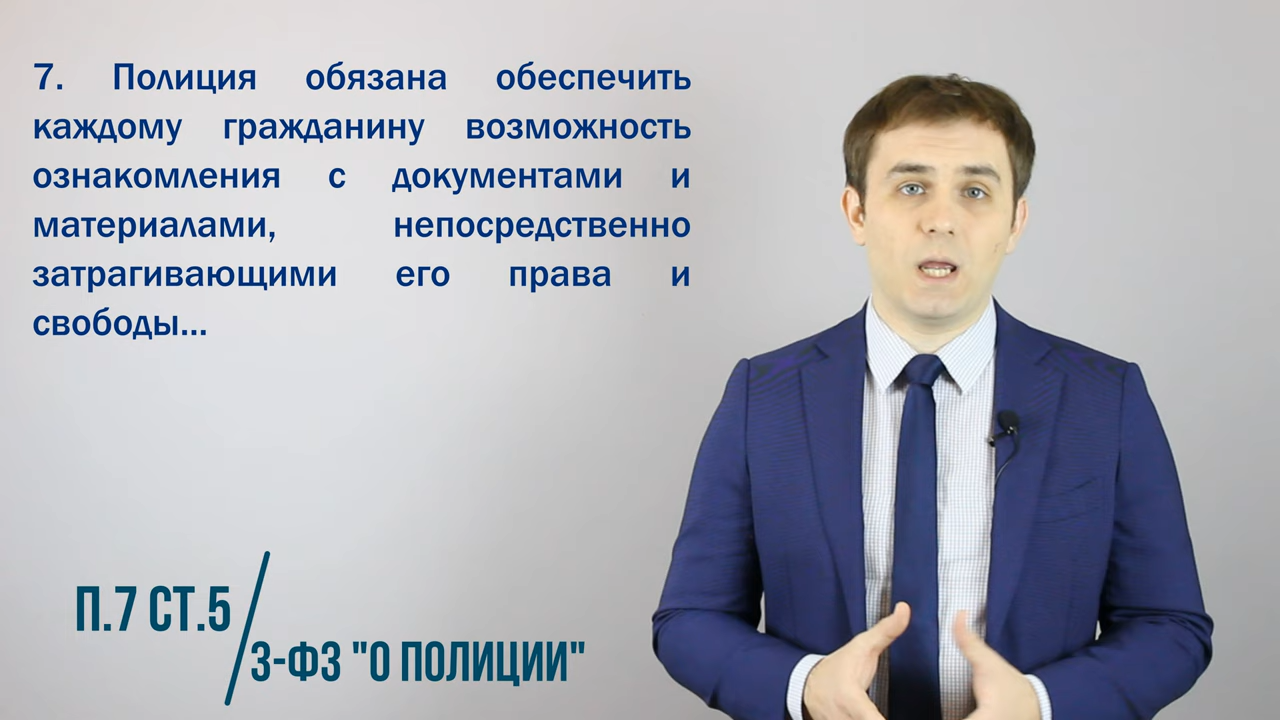 7. Полиция обязана обеспечить
каждому гражданину возможность
ознакомления с документами и
материалами, непосредственно
затрагивающими его права и
свободы...
П.7 СТ.5
3-ФЗ "О ПОЛИЦИИ"